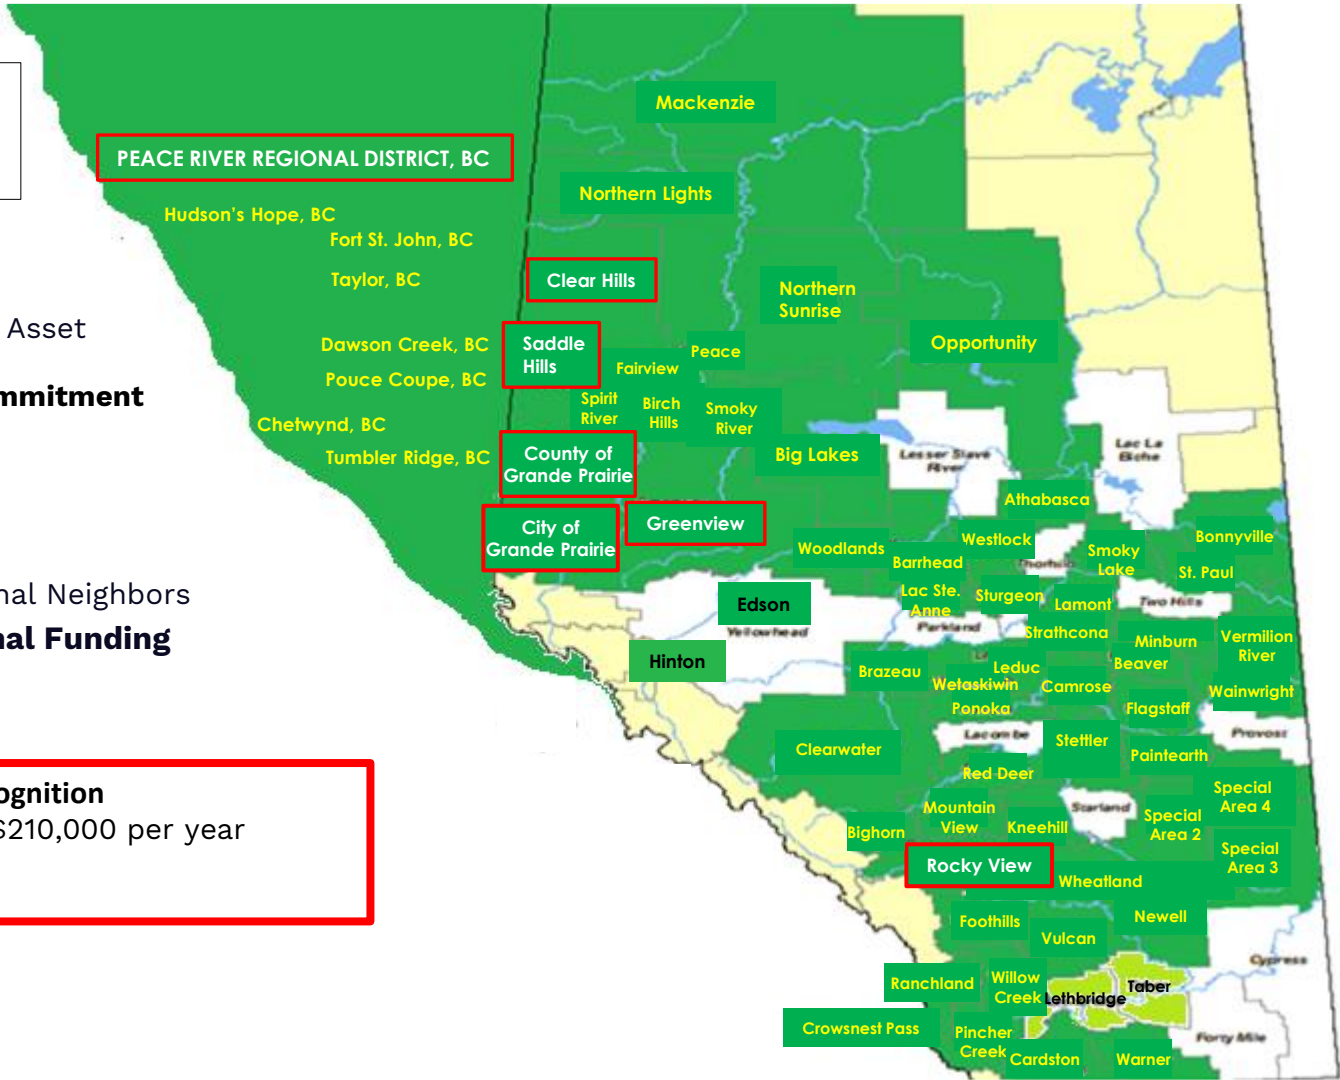 Mackenzie
PEACE RIVER REGIONAL DISTRICT, BC
Northern Lights
Hudson's Hope, BC
Fort St. John, BC
Taylor, BC
Clear Hills
Northern
Sunrise
Asset
Dawson Creek, BC
Saddle
Hills
Peace
Opportunity
Fairview
Pouce Coupe, BC
mmitment
Spirit
River
Birch
Hills
Smoky
River
Chetwynd, BC
Tumbler Ridge, BC
County of
Grande Prairie
Big Lakes
Lesser Slave
River
Lac La
Biche
Athabasca
City of
Grande Prairie
Greenview
Woodlands
Westlock
Barrhead
Thorhild
Smoky
Lake
Bonnyville
St. Paul
nal Neighbors
Edson
Lac Ste.
Anne
Sturgeon
Lamont
Two Hills
nal Funding
Yellowhead
Parkland
Strathcona
Minburn
Vermilion
River
Hinton
Brazeau
Leduc
Beaver
Wetaskiwin
Camrose
Wainwright
Ponoka
Flagstaff
Clearwater
Lacombe
Stettler
Provost
Paintearth
Red Deer
ognition
$210,000 per year
Special
Area 4
Mountain
View
Kneehill
Starland
Special
Area 2
Bighorn
Special
Area 3
Rocky View
Wheatland
Foothills
Newell
Vulcan
Cypress
Ranchland
Willow
Creek
Lethbridge
Taber
Crowsnest Pass
Pincher
Creek
Cardston
Warner
Forty Mile